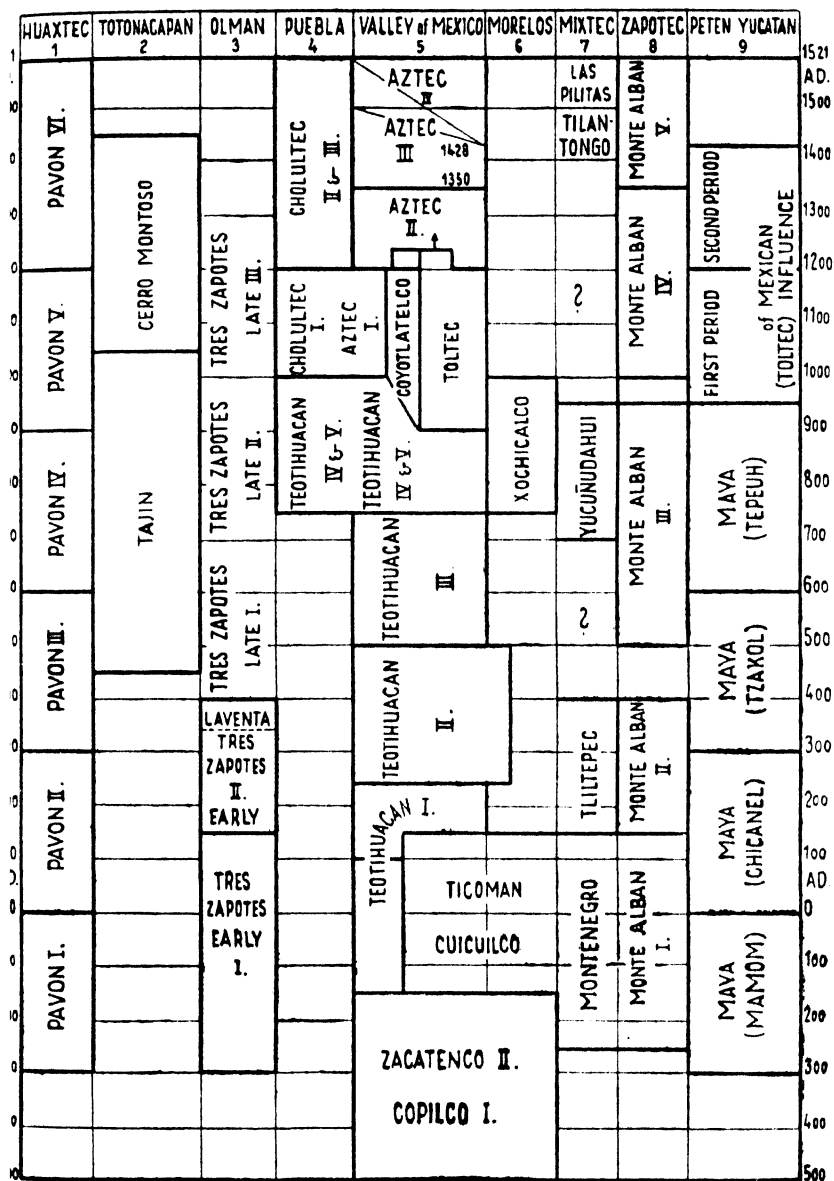 HUAXTEC
1
TOTONACAPAN
2
OLMAN
3
PUEBLA
4
VALLEY of MEXICO
5
MORELOS
6
MIXTEC
7
ZAPOTEC
8
PETEN YUCATAN
9
PAVON VI.
PAVON V.
PAVON IV.
PAVON III.
PAVON II.
PAVON I.
CERRO MONTOSO
TAJIN
TRES ZAPOTES
LATE III.
TRES ZAPOTES
LATE II.
TRES ZAPOTES
LATE I.
LAVENTA
TRES
ZAPOTES
II.
EARLY
TRES
ZAPOTES
EARLY
I.
CHOLULTEC
II & III.
CHOLULTEC
I.
TEOTIHUACAN
IV & V.
AZTEC
IV
AZTEC
III
1428
1350
AZTEC
II.
AZTEC I.
COYOTLATELCO
TOLTEC
TEOTIHUACAN
IV & V.
TEOTIHUACAN
III
TEOTIHUACAN
II.
TEOTIHUACAN I.
TICOMAN
CUICUILCO
ZACATENCO II.
COPILCO I.
XOCHICALCO
LAS
PILITAS
TILAN-
TONGO
?
YUCUÑUDAHUI
?
TLILTEPEC
MONTENEGRO
MONTE ALBAN
V.
MONTE ALBAN
IV.
MONTE ALBAN
III.
MONTE ALBAN
II.
MONTE ALBAN
I.
SECOND PERIOD
FIRST PERIOD
of MEXICAN
(TOLTEC) INFLUENCE
MAYA
(TEPEUH)
MAYA
(TZAKOL)
MAYA
(CHICANEL)
MAYA
(MAMOM)
1521
AD.
1500
1400
1300
1200
1100
1000
900
800
700
600
500
400
300
200
100
AD.
0
100
200
300
400
500